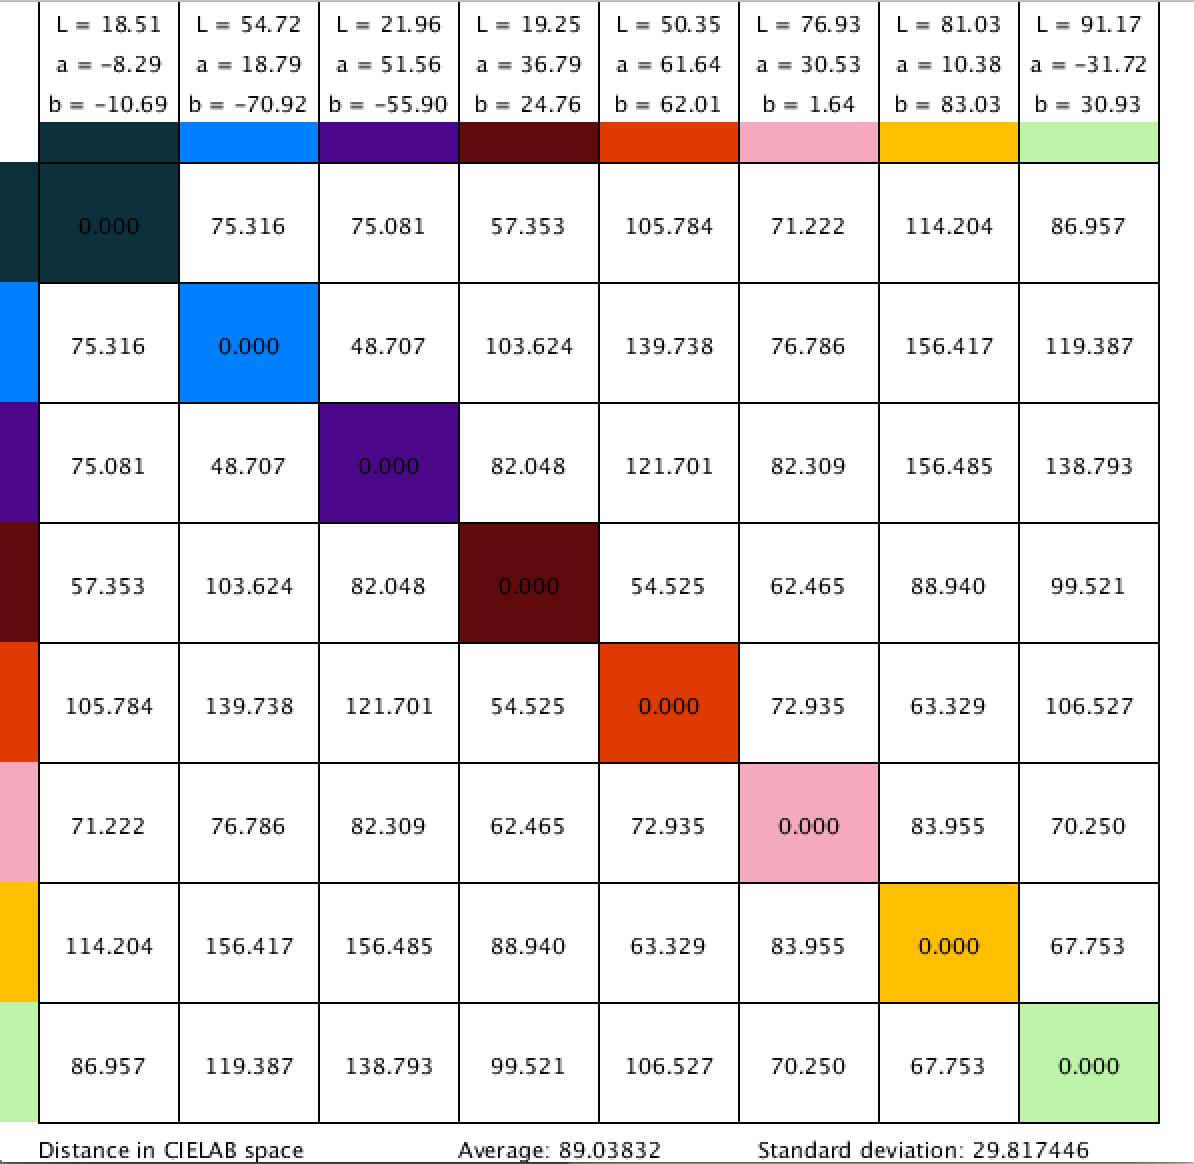 L = 18.51 L = 54.72 L = 21.96 L = 19.25 L = 50.35 L = 76.93 L = 81.03 L = 91.17
a = -8.29 a = 18.79 a = 51.56 a = 36.79 a = 61.64 a = 30.53 a = 10.38 a = -31.72
b = -10.69 b = -70.92 b = -55.90 b = 24.76 b = 62.01 b = 1.64 b = 83.03 b = 30.93
0.000 75.316 75.081 57.353 105.784 71.222 114.204 86.957
75.316 0.000 48.707 103.624 139.738 76.786 156.417 119.387
75.081 48.707 0.000 82.048 121.701 82.309 156.485 138.793
57.353 103.624 82.048 0.000 54.525 62.465 88.940 99.521
105.784 139.738 121.701 54.525 0.000 72.935 63.329 106.527
71.222 76.786 82.309 62.465 72.935 0.000 83.955 70.250
114.204 156.417 156.485 88.940 63.329 83.955 0.000 67.753
86.957 119.387 138.793 99.521 106.527 70.250 67.753 0.000
Distance in CIELAB space Average: 89.03832 Standard deviation: 29.817446